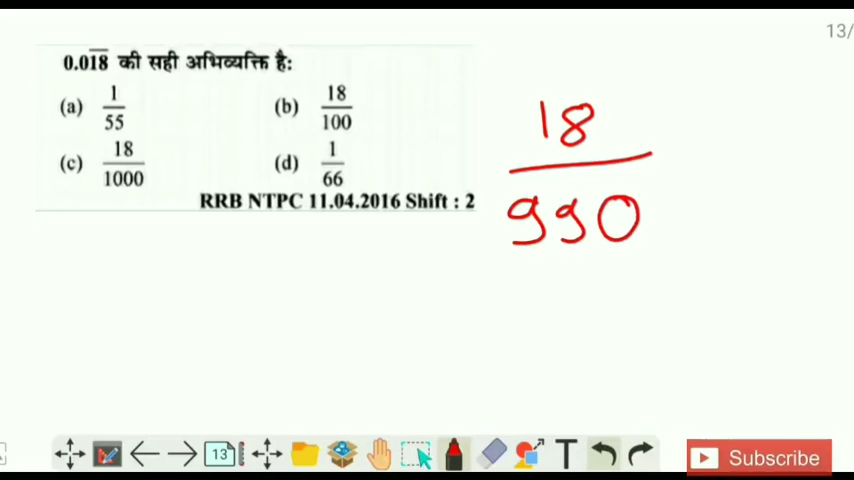 13/
0.01̅8̅ की सही अभिव्यक्ति है:
(a) 1/55 (b) 18/100
(c) 18/1000 (d) 1/66
RRB NTPC 11.04.2016 Shift : 2
18
990
13
T
Subscribe